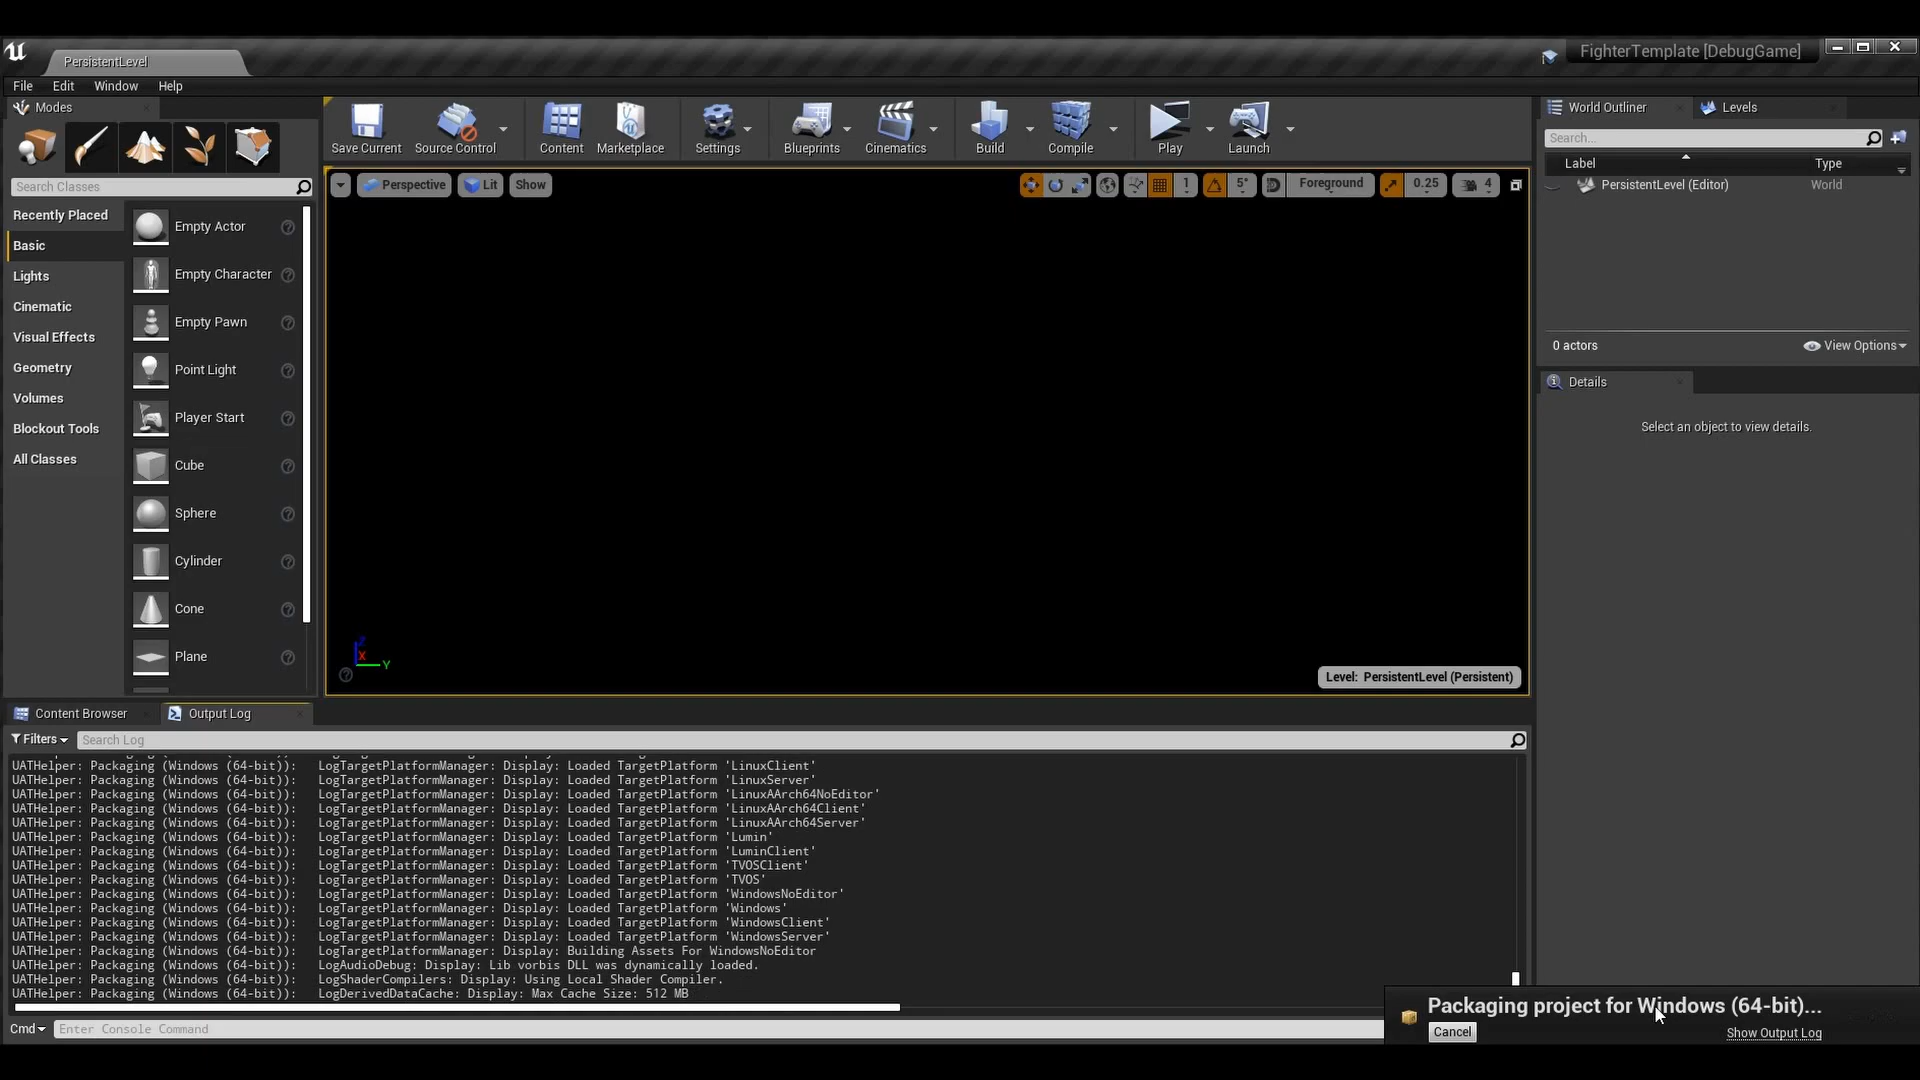 PersistentLevel
FighterTemplate [DebugGame]
File Edit Window Help
Modes
Search Classes
Recently Placed
Basic
Lights
Cinematic
Visual Effects
Geometry
Volumes
Blockout Tools
All Classes
Empty Actor
Empty Character
Empty Pawn
Point Light
Player Start
Cube
Sphere
Cylinder
Cone
Plane
Save Current
Source Control
Content
Marketplace
Settings
Blueprints
Cinematics
Build
Compile
Play
Launch
Perspective Lit Show
1 5° Foreground 0.25 4
X Y Z
Level: PersistentLevel (Persistent)
World Outliner Levels
Search...
Label Type
PersistentLevel (Editor) World
0 actors View Options
Details
Select an object to view details.
Content Browser Output Log
Filters Search Log
UATHelper: Packaging (Windows (64-bit)): LogTargetPlatformManager: Display: Loaded TargetPlatform 'LinuxClient'
UATHelper: Packaging (Windows (64-bit)): LogTargetPlatformManager: Display: Loaded TargetPlatform 'LinuxServer'
UATHelper: Packaging (Windows (64-bit)): LogTargetPlatformManager: Display: Loaded TargetPlatform 'LinuxAArch64NoEditor'
UATHelper: Packaging (Windows (64-bit)): LogTargetPlatformManager: Display: Loaded TargetPlatform 'LinuxAArch64Client'
UATHelper: Packaging (Windows (64-bit)): LogTargetPlatformManager: Display: Loaded TargetPlatform 'LinuxAArch64Server'
UATHelper: Packaging (Windows (64-bit)): LogTargetPlatformManager: Display: Loaded TargetPlatform 'Lumin'
UATHelper: Packaging (Windows (64-bit)): LogTargetPlatformManager: Display: Loaded TargetPlatform 'LuminClient'
UATHelper: Packaging (Windows (64-bit)): LogTargetPlatformManager: Display: Loaded TargetPlatform 'TVOSClient'
UATHelper: Packaging (Windows (64-bit)): LogTargetPlatformManager: Display: Loaded TargetPlatform 'TVOS'
UATHelper: Packaging (Windows (64-bit)): LogTargetPlatformManager: Display: Loaded TargetPlatform 'WindowsNoEditor'
UATHelper: Packaging (Windows (64-bit)): LogTargetPlatformManager: Display: Loaded TargetPlatform 'Windows'
UATHelper: Packaging (Windows (64-bit)): LogTargetPlatformManager: Display: Loaded TargetPlatform 'WindowsClient'
UATHelper: Packaging (Windows (64-bit)): LogTargetPlatformManager: Display: Loaded TargetPlatform 'WindowsServer'
UATHelper: Packaging (Windows (64-bit)): LogTargetPlatformManager: Display: Building Assets For WindowsNoEditor
UATHelper: Packaging (Windows (64-bit)): LogAudioDebug: Display: Lib vorbis DLL was dynamically loaded.
UATHelper: Packaging (Windows (64-bit)): LogShaderCompilers: Display: Using Local Shader Compiler.
UATHelper: Packaging (Windows (64-bit)): LogDerivedDataCache: Display: Max Cache Size: 512 MB
Cmd Enter Console Command
Packaging project for Windows (64-bit)...
Cancel Show Output Log